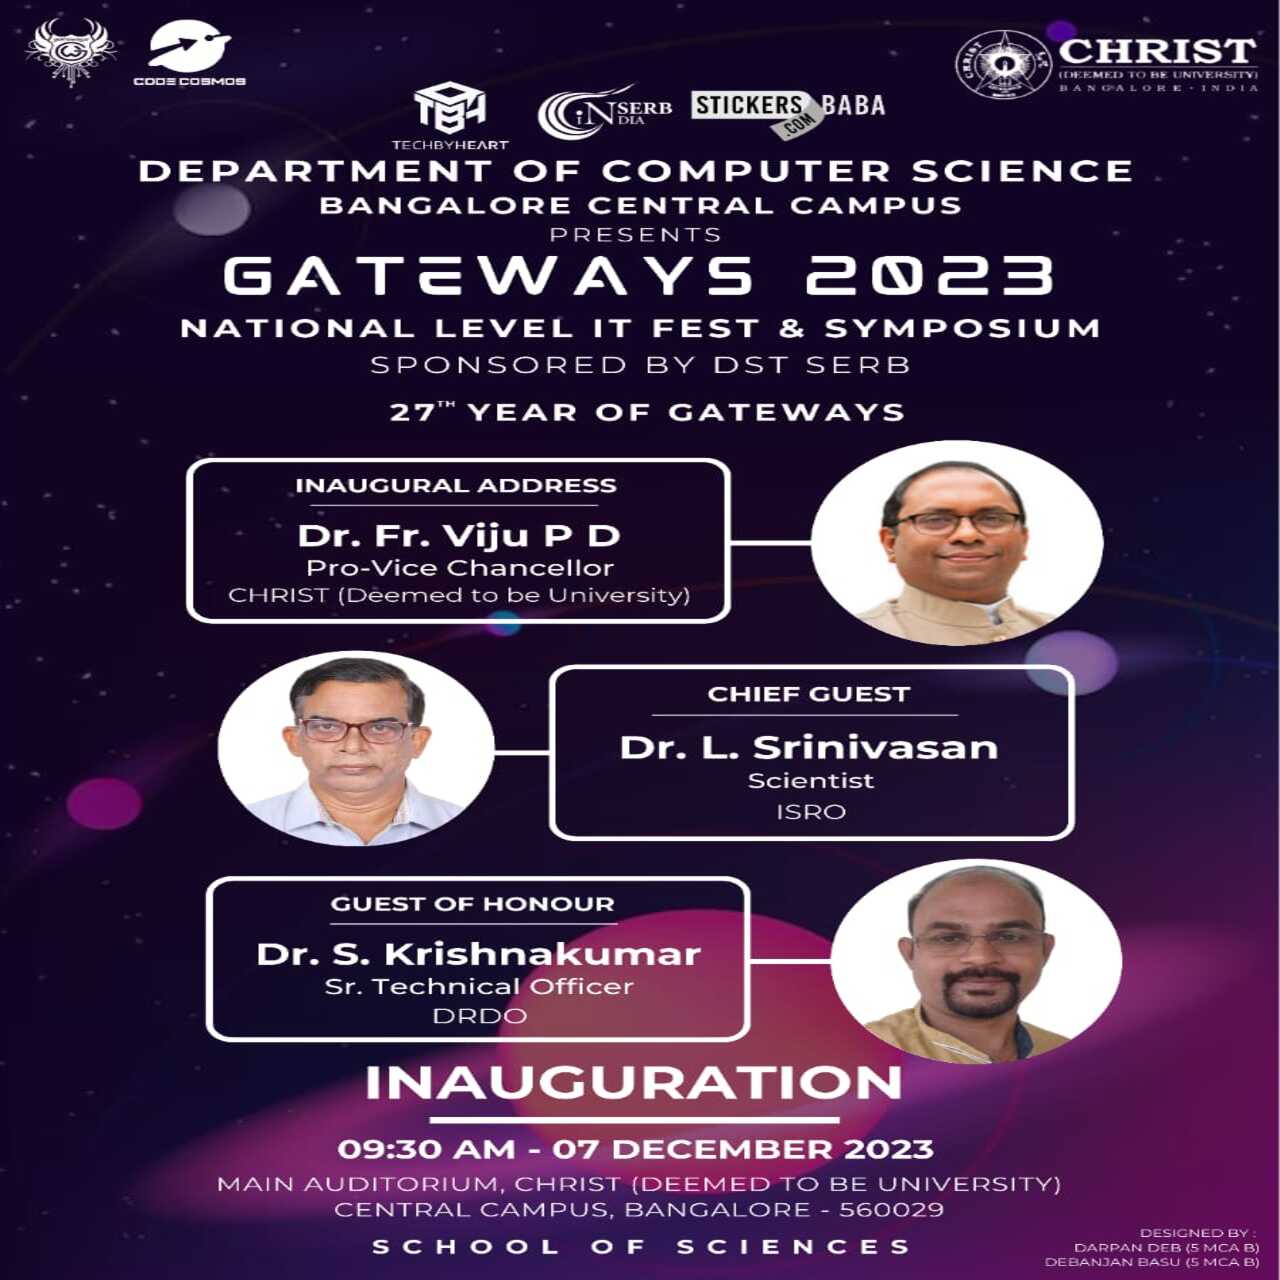 CODE COSMOS
CHRIST
(DEEMED TO BE UNIVERSITY)
BANGALORE · INDIA
TECHBYHEART
INSERB
INDIA
STICKERS BABA
.COM
DEPARTMENT OF COMPUTER SCIENCE
BANGALORE CENTRAL CAMPUS
PRESENTS
GATEWAYS 2023
NATIONAL LEVEL IT FEST & SYMPOSIUM
SPONSORED BY DST SERB
27TH YEAR OF GATEWAYS
INAUGURAL ADDRESS
Dr. Fr. Viju P D
Pro-Vice Chancellor
CHRIST (Deemed to be University)
CHIEF GUEST
Dr. L. Srinivasan
Scientist
ISRO
GUEST OF HONOUR
Dr. S. Krishnakumar
Sr. Technical Officer
DRDO
INAUGURATION
09:30 AM - 07 DECEMBER 2023
MAIN AUDITORIUM, CHRIST (DEEMED TO BE UNIVERSITY)
CENTRAL CAMPUS, BANGALORE - 560029
SCHOOL OF SCIENCES
DESIGNED BY :
DARPAN DEB (5 MCA B)
DEBANJAN BASU (5 MCA B)